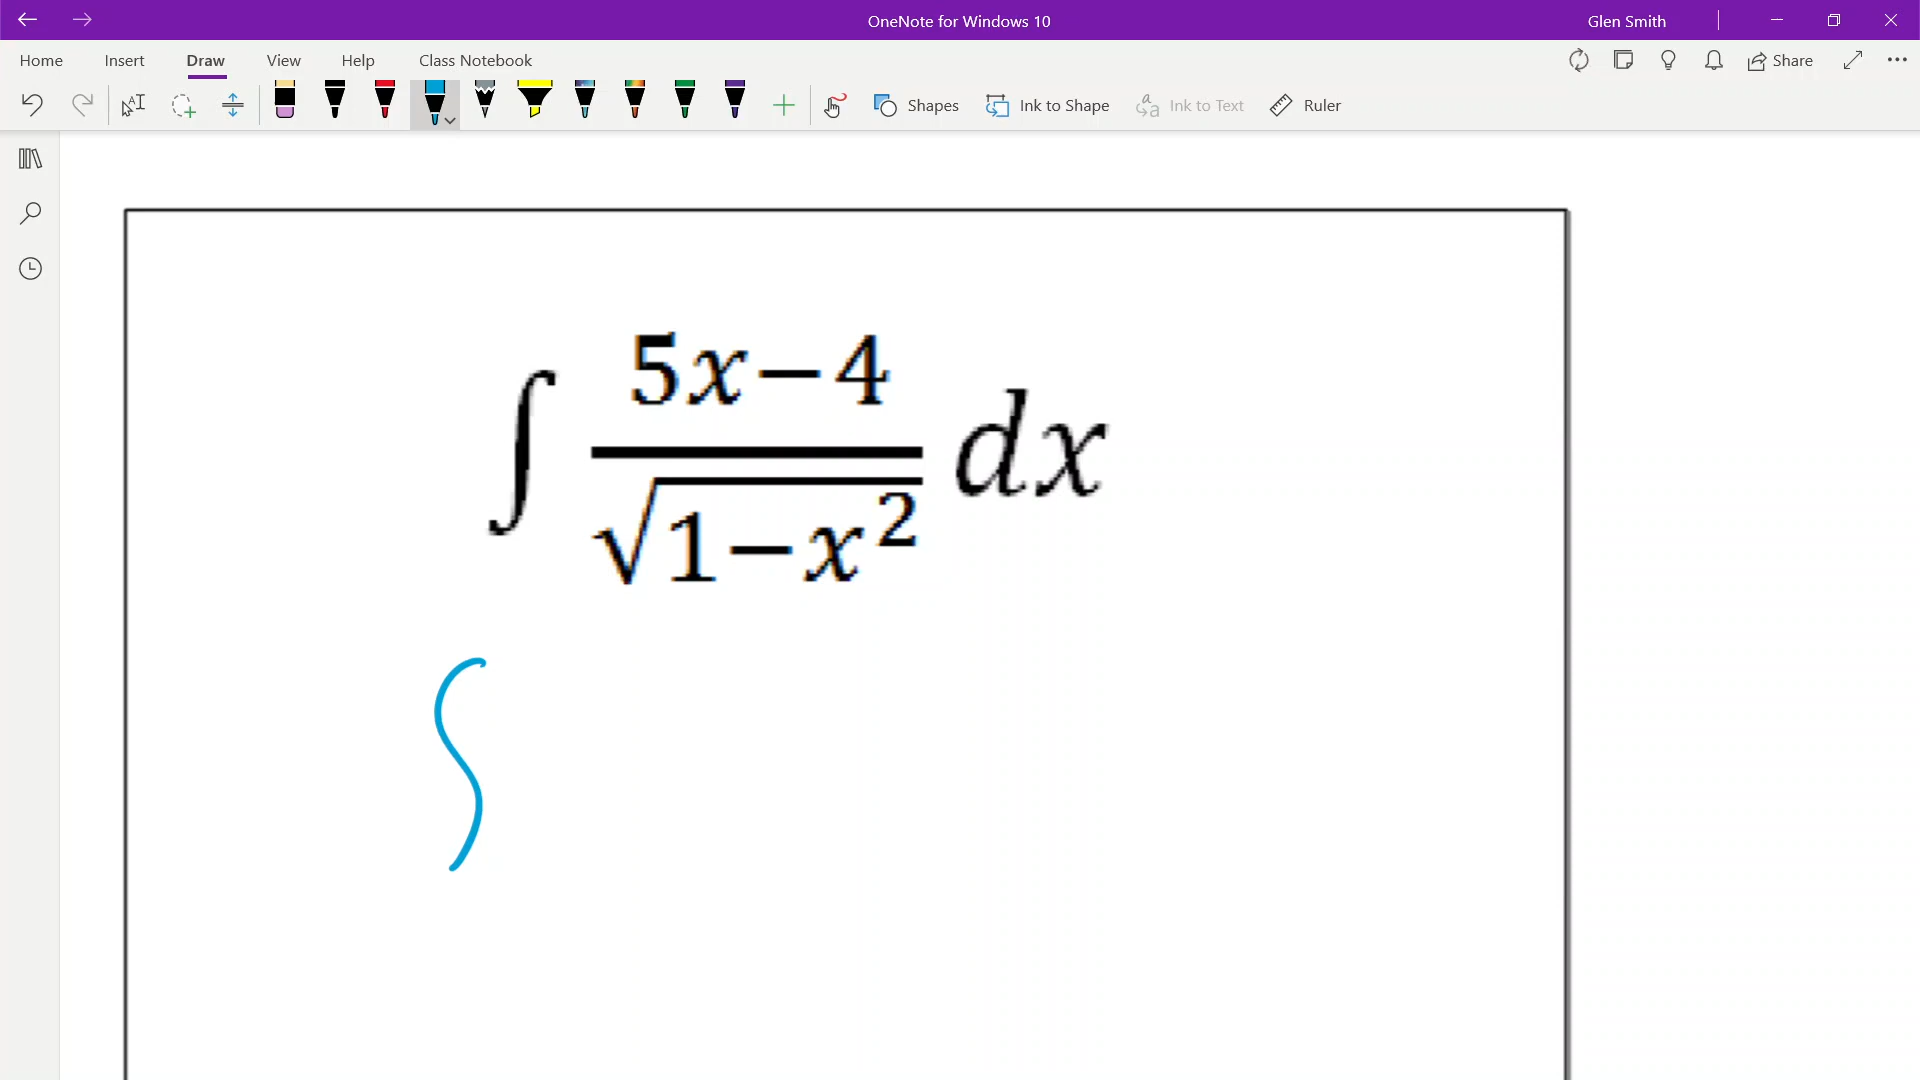 OneNote for Windows 10 Glen Smith
Home Insert Draw View Help Class Notebook Share
Shapes Ink to Shape Ink to Text Ruler
∫ (5x−4)/√(1−x²) dx
∫